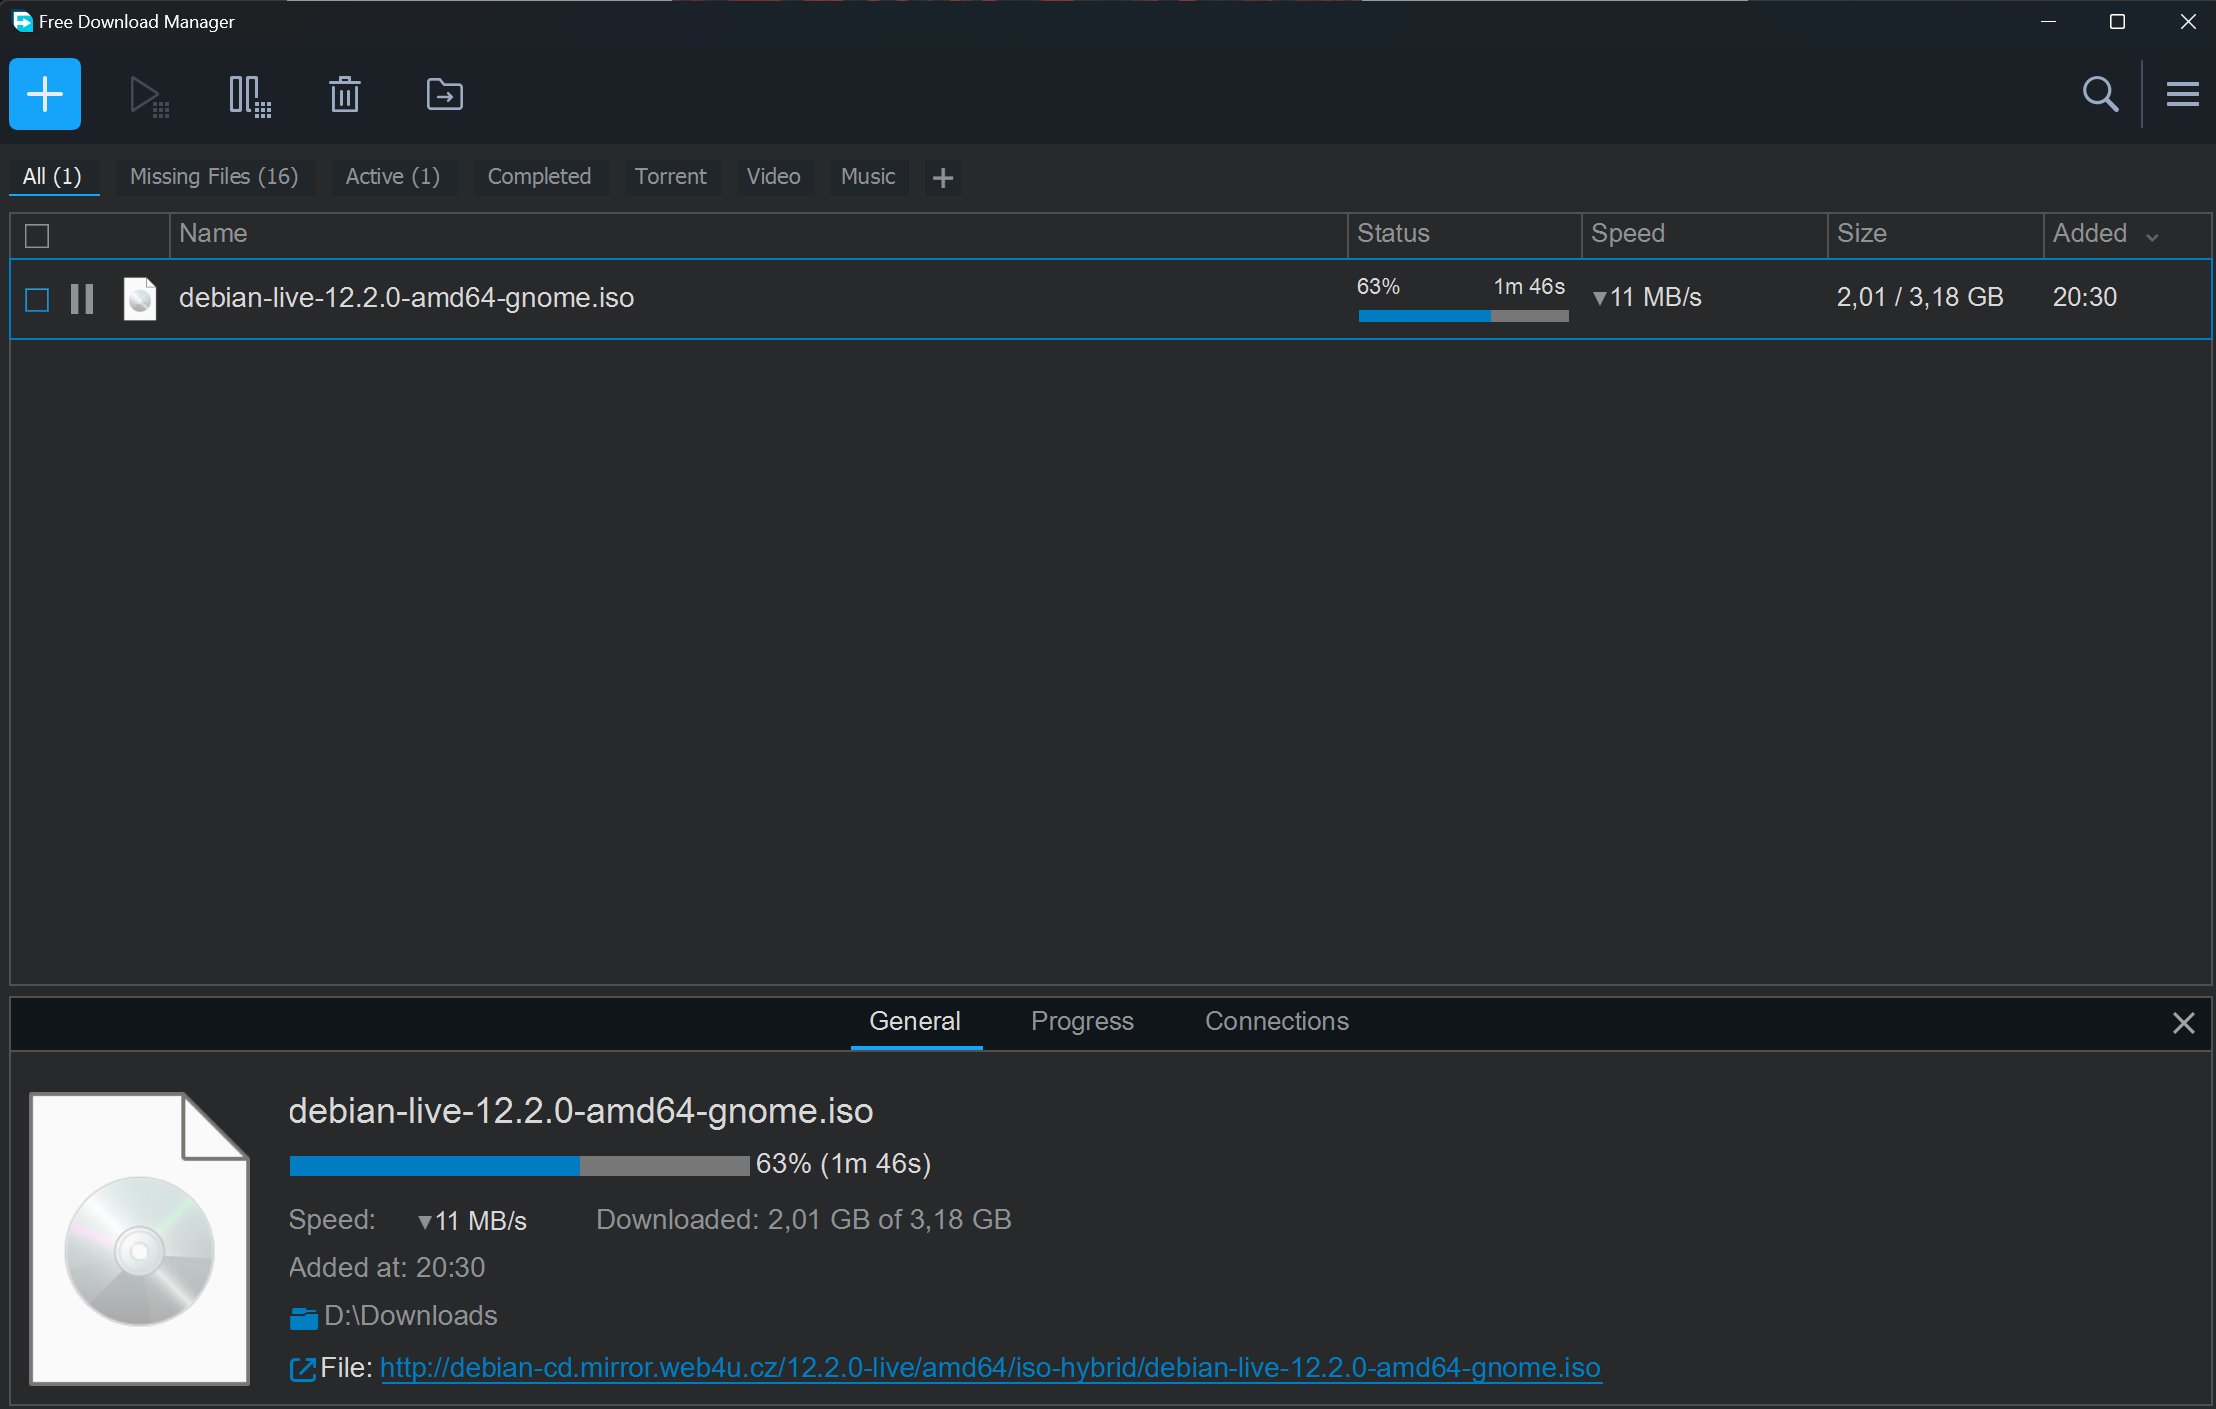 Free Download Manager
All (1) Missing Files (16) Active (1) Completed Torrent Video Music
Name Status Speed Size Added
debian-live-12.2.0-amd64-gnome.iso 63% 1m 46s ▼11 MB/s 2,01 / 3,18 GB 20:30
General Progress Connections
debian-live-12.2.0-amd64-gnome.iso
63% (1m 46s)
Speed: ▼11 MB/s Downloaded: 2,01 GB of 3,18 GB
Added at: 20:30
D:\Downloads
File: http://debian-cd.mirror.web4u.cz/12.2.0-live/amd64/iso-hybrid/debian-live-12.2.0-amd64-gnome.iso